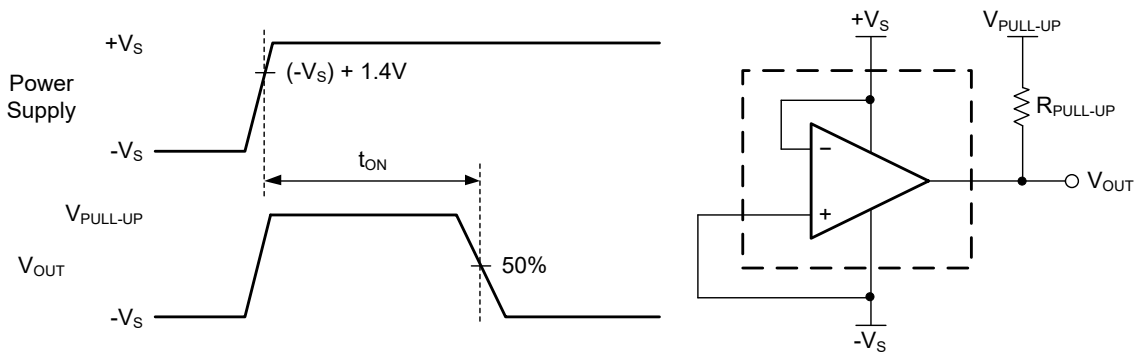 +VS
(-VS) + 1.4V
Power
Supply
-VS
tON
VPULL-UP
VOUT
50%
-VS
+VS
VPULL-UP
RPULL-UP
−
+
VOUT
-VS